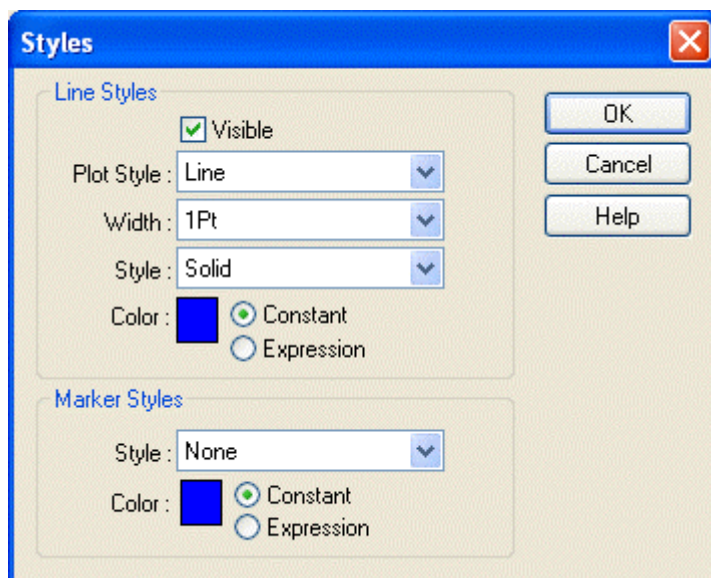 Styles
Line Styles
Visible
Plot Style : Line
Width : 1Pt
Style : Solid
Color : Constant
Expression
Marker Styles
Style : None
Color : Constant
Expression
OK
Cancel
Help